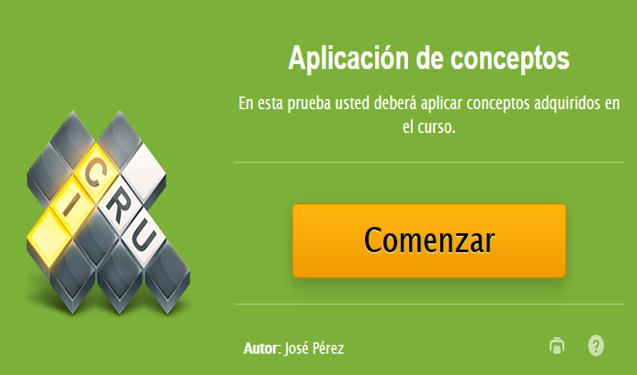 Aplicación de conceptos
En esta prueba usted deberá aplicar conceptos adquiridos en
el curso.
C
I R
U
Comenzar
Autor: José Pérez
?